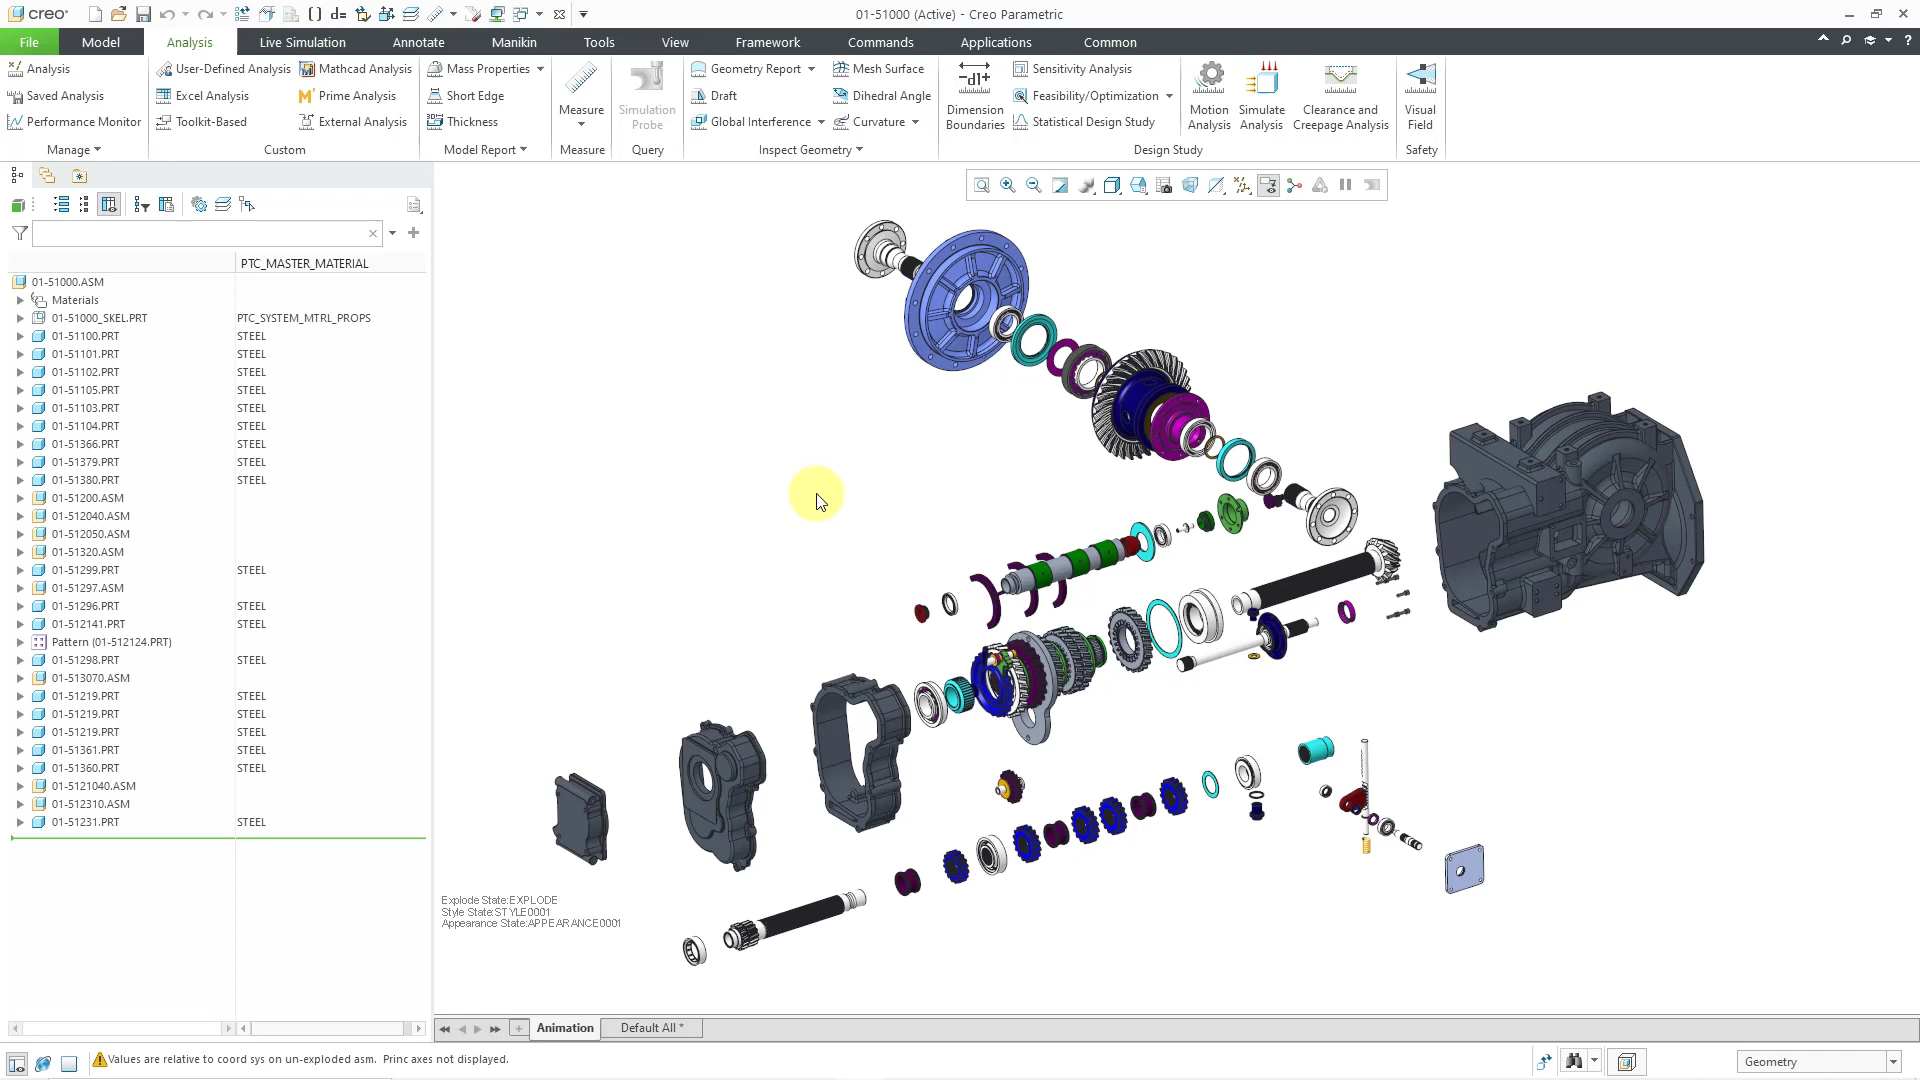 creo
01-51000 (Active) - Creo Parametric
File Model Analysis Live Simulation Annotate Manikin Tools View Framework Commands Applications Common
Analysis
Saved Analysis
Performance Monitor
Manage
User-Defined Analysis
Excel Analysis
Toolkit-Based
Mathcad Analysis
Prime Analysis
External Analysis
Custom
Mass Properties
Short Edge
Thickness
Model Report
Measure
Measure
Simulation
Probe
Query
Geometry Report
Draft
Global Interference
Mesh Surface
Dihedral Angle
Curvature
Inspect Geometry
Dimension
Boundaries
Sensitivity Analysis
Feasibility/Optimization
Statistical Design Study
Design Study
Motion
Analysis
Simulate
Analysis
Clearance and
Creepage Analysis
Visual
Field
Safety
PTC_MASTER_MATERIAL
01-51000.ASM
Materials
01-51000_SKEL.PRT PTC_SYSTEM_MTRL_PROPS
01-51100.PRT STEEL
01-51101.PRT STEEL
01-51102.PRT STEEL
01-51105.PRT STEEL
01-51103.PRT STEEL
01-51104.PRT STEEL
01-51366.PRT STEEL
01-51379.PRT STEEL
01-51380.PRT STEEL
01-51200.ASM
01-512040.ASM
01-512050.ASM
01-51320.ASM
01-51299.PRT STEEL
01-51297.ASM
01-51296.PRT STEEL
01-512141.PRT STEEL
Pattern (01-512124.PRT)
01-51298.PRT STEEL
01-513070.ASM
01-51219.PRT STEEL
01-51219.PRT STEEL
01-51219.PRT STEEL
01-51361.PRT STEEL
01-51360.PRT STEEL
01-5121040.ASM
01-512310.ASM
01-51231.PRT STEEL
Explode State:EXPLODE
Style State:STYLE0001
Appearance State:APPEARANCE0001
Animation Default All *
Values are relative to coord sys on un-exploded asm. Princ axes not displayed.
Geometry